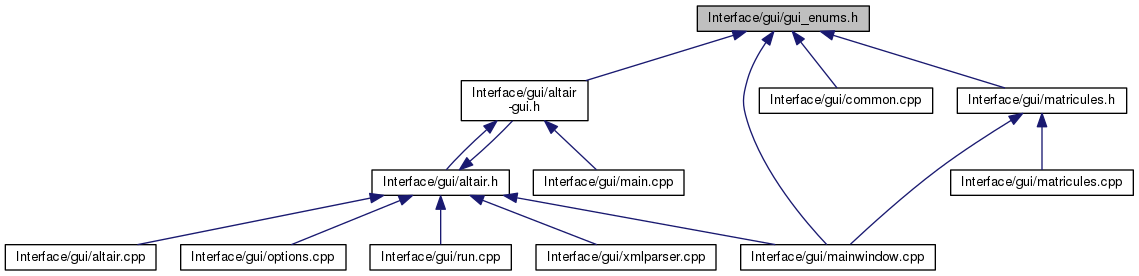 Interface/gui/gui_enums.h
Interface/gui/altair
-gui.h
Interface/gui/common.cpp
Interface/gui/matricules.h
Interface/gui/altair.h
Interface/gui/main.cpp
Interface/gui/matricules.cpp
Interface/gui/altair.cpp
Interface/gui/options.cpp
Interface/gui/run.cpp
Interface/gui/xmlparser.cpp
Interface/gui/mainwindow.cpp